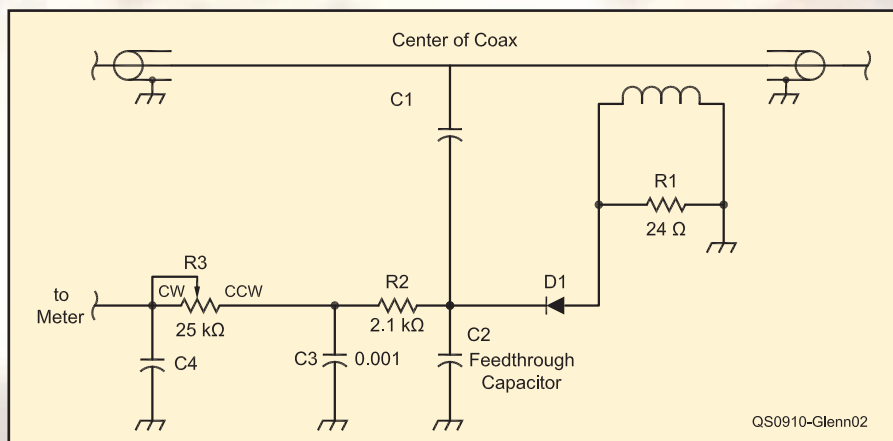 Center of Coax
C1
R1
24 Ω
R3
CW
CCW
25 kΩ
to
Meter
R2
2.1 kΩ
D1
C4
C3
0.001
C2
Feedthrough
Capacitor
QS0910-Glenn02